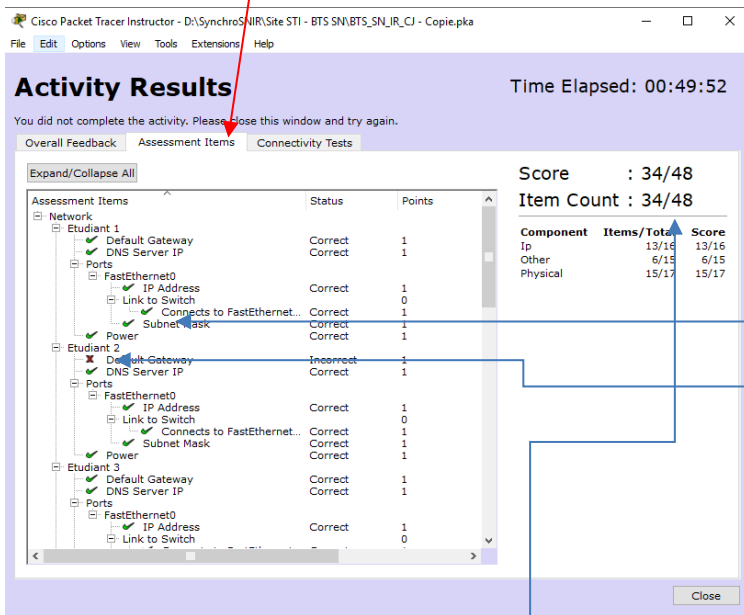 Cisco Packet Tracer Instructor - D:\SynchroSNIR\Site STI - BTS SN\BTS_SN_IR_CJ - Copie.pka
File Edit Options View Tools Extensions Help
Activity Results
Time Elapsed: 00:49:52
You did not complete the activity. Please close this window and try again.
Overall Feedback Assessment Items Connectivity Tests
Expand/Collapse All
Assessment Items Status Points
Network
Etudiant 1
Default Gateway Correct 1
DNS Server IP Correct 1
Ports
FastEthernet0
IP Address Correct 1
Link to Switch 0
Connects to FastEthernet... Correct 1
Subnet Mask Correct 1
Power Correct 1
Etudiant 2
Default Gateway Incorrect 1
DNS Server IP Correct 1
Ports
FastEthernet0
IP Address Correct 1
Link to Switch 0
Connects to FastEthernet... Correct 1
Subnet Mask Correct 1
Power Correct 1
Etudiant 3
Default Gateway Correct 1
DNS Server IP Correct 1
Ports
FastEthernet0
IP Address Correct 1
Link to Switch 0
Score : 34/48
Item Count : 34/48
Component Items/Total Score
Ip 13/16 13/16
Other 6/15 6/15
Physical 15/17 15/17
Close